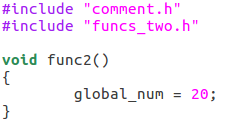 #include "comment.h"
#include "funcs_two.h"

void func2()
{
        global_num = 20;
}